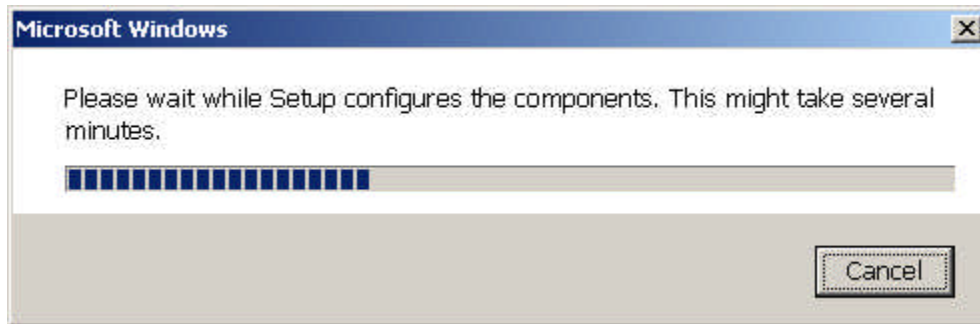 Microsoft Windows
Please wait while Setup configures the components. This might take several
minutes.
Cancel